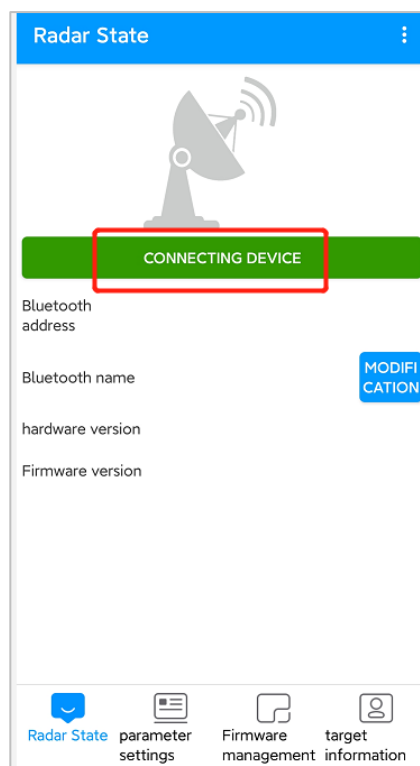 Radar State
CONNECTING DEVICE
Bluetooth
address
Bluetooth name
MODIFI
CATION
hardware version
Firmware version
Radar State
parameter
settings
Firmware
management
target
information